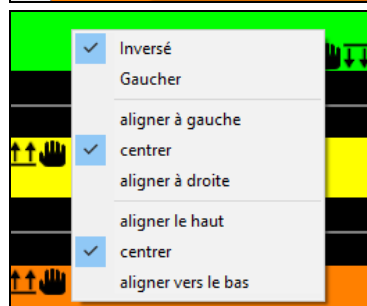 Inversé
Gaucher
aligner à gauche
centrer
aligner à droite
aligner le haut
centrer
aligner vers le bas